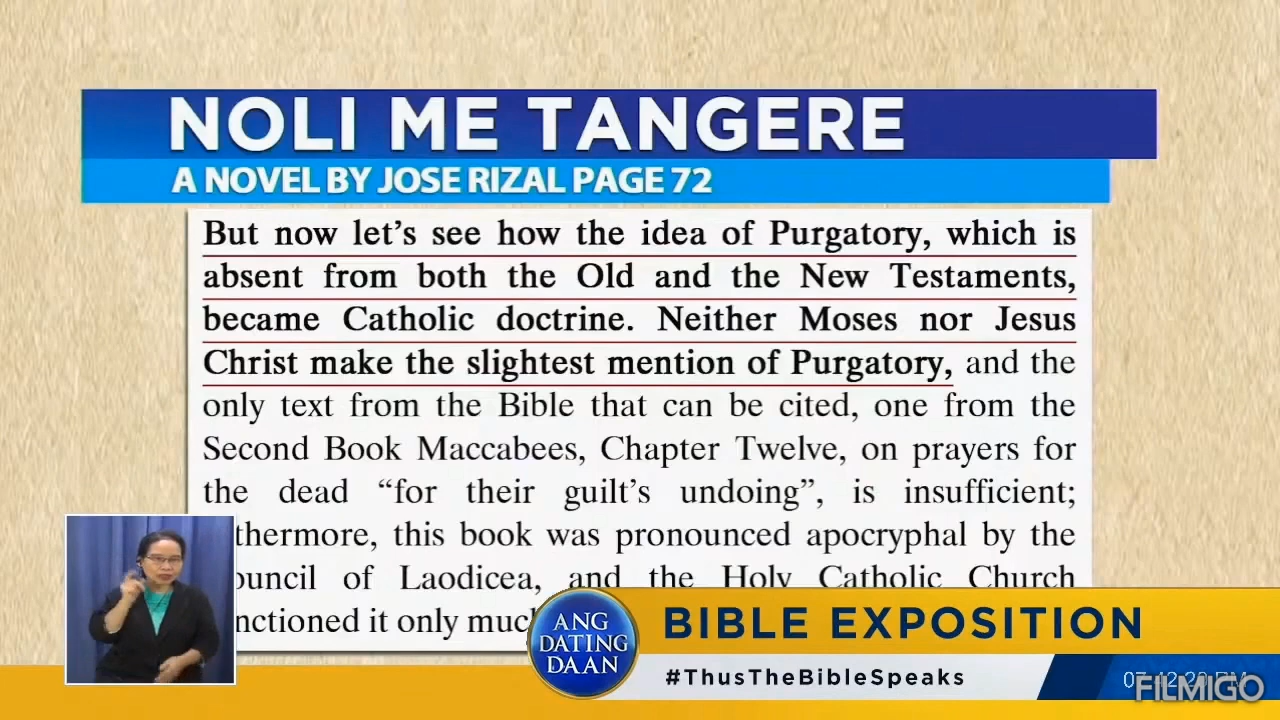 NOLI ME TANGERE
A NOVEL BY JOSE RIZAL PAGE 72
But now let's see how the idea of Purgatory, which is
absent from both the Old and the New Testaments,
became Catholic doctrine. Neither Moses nor Jesus
Christ make the slightest mention of Purgatory, and the
only text from the Bible that can be cited, one from the
Second Book Maccabees, Chapter Twelve, on prayers for
the dead “for their guilt's undoing”, is insufficient;
thermore, this book was pronounced apocryphal by the
ouncil of Laodicea, and the Holy Catholic Church
nctioned it only
ANG
DATING
DAAN
BIBLE EXPOSITION
#ThusTheBibleSpeaks
FILMIGO